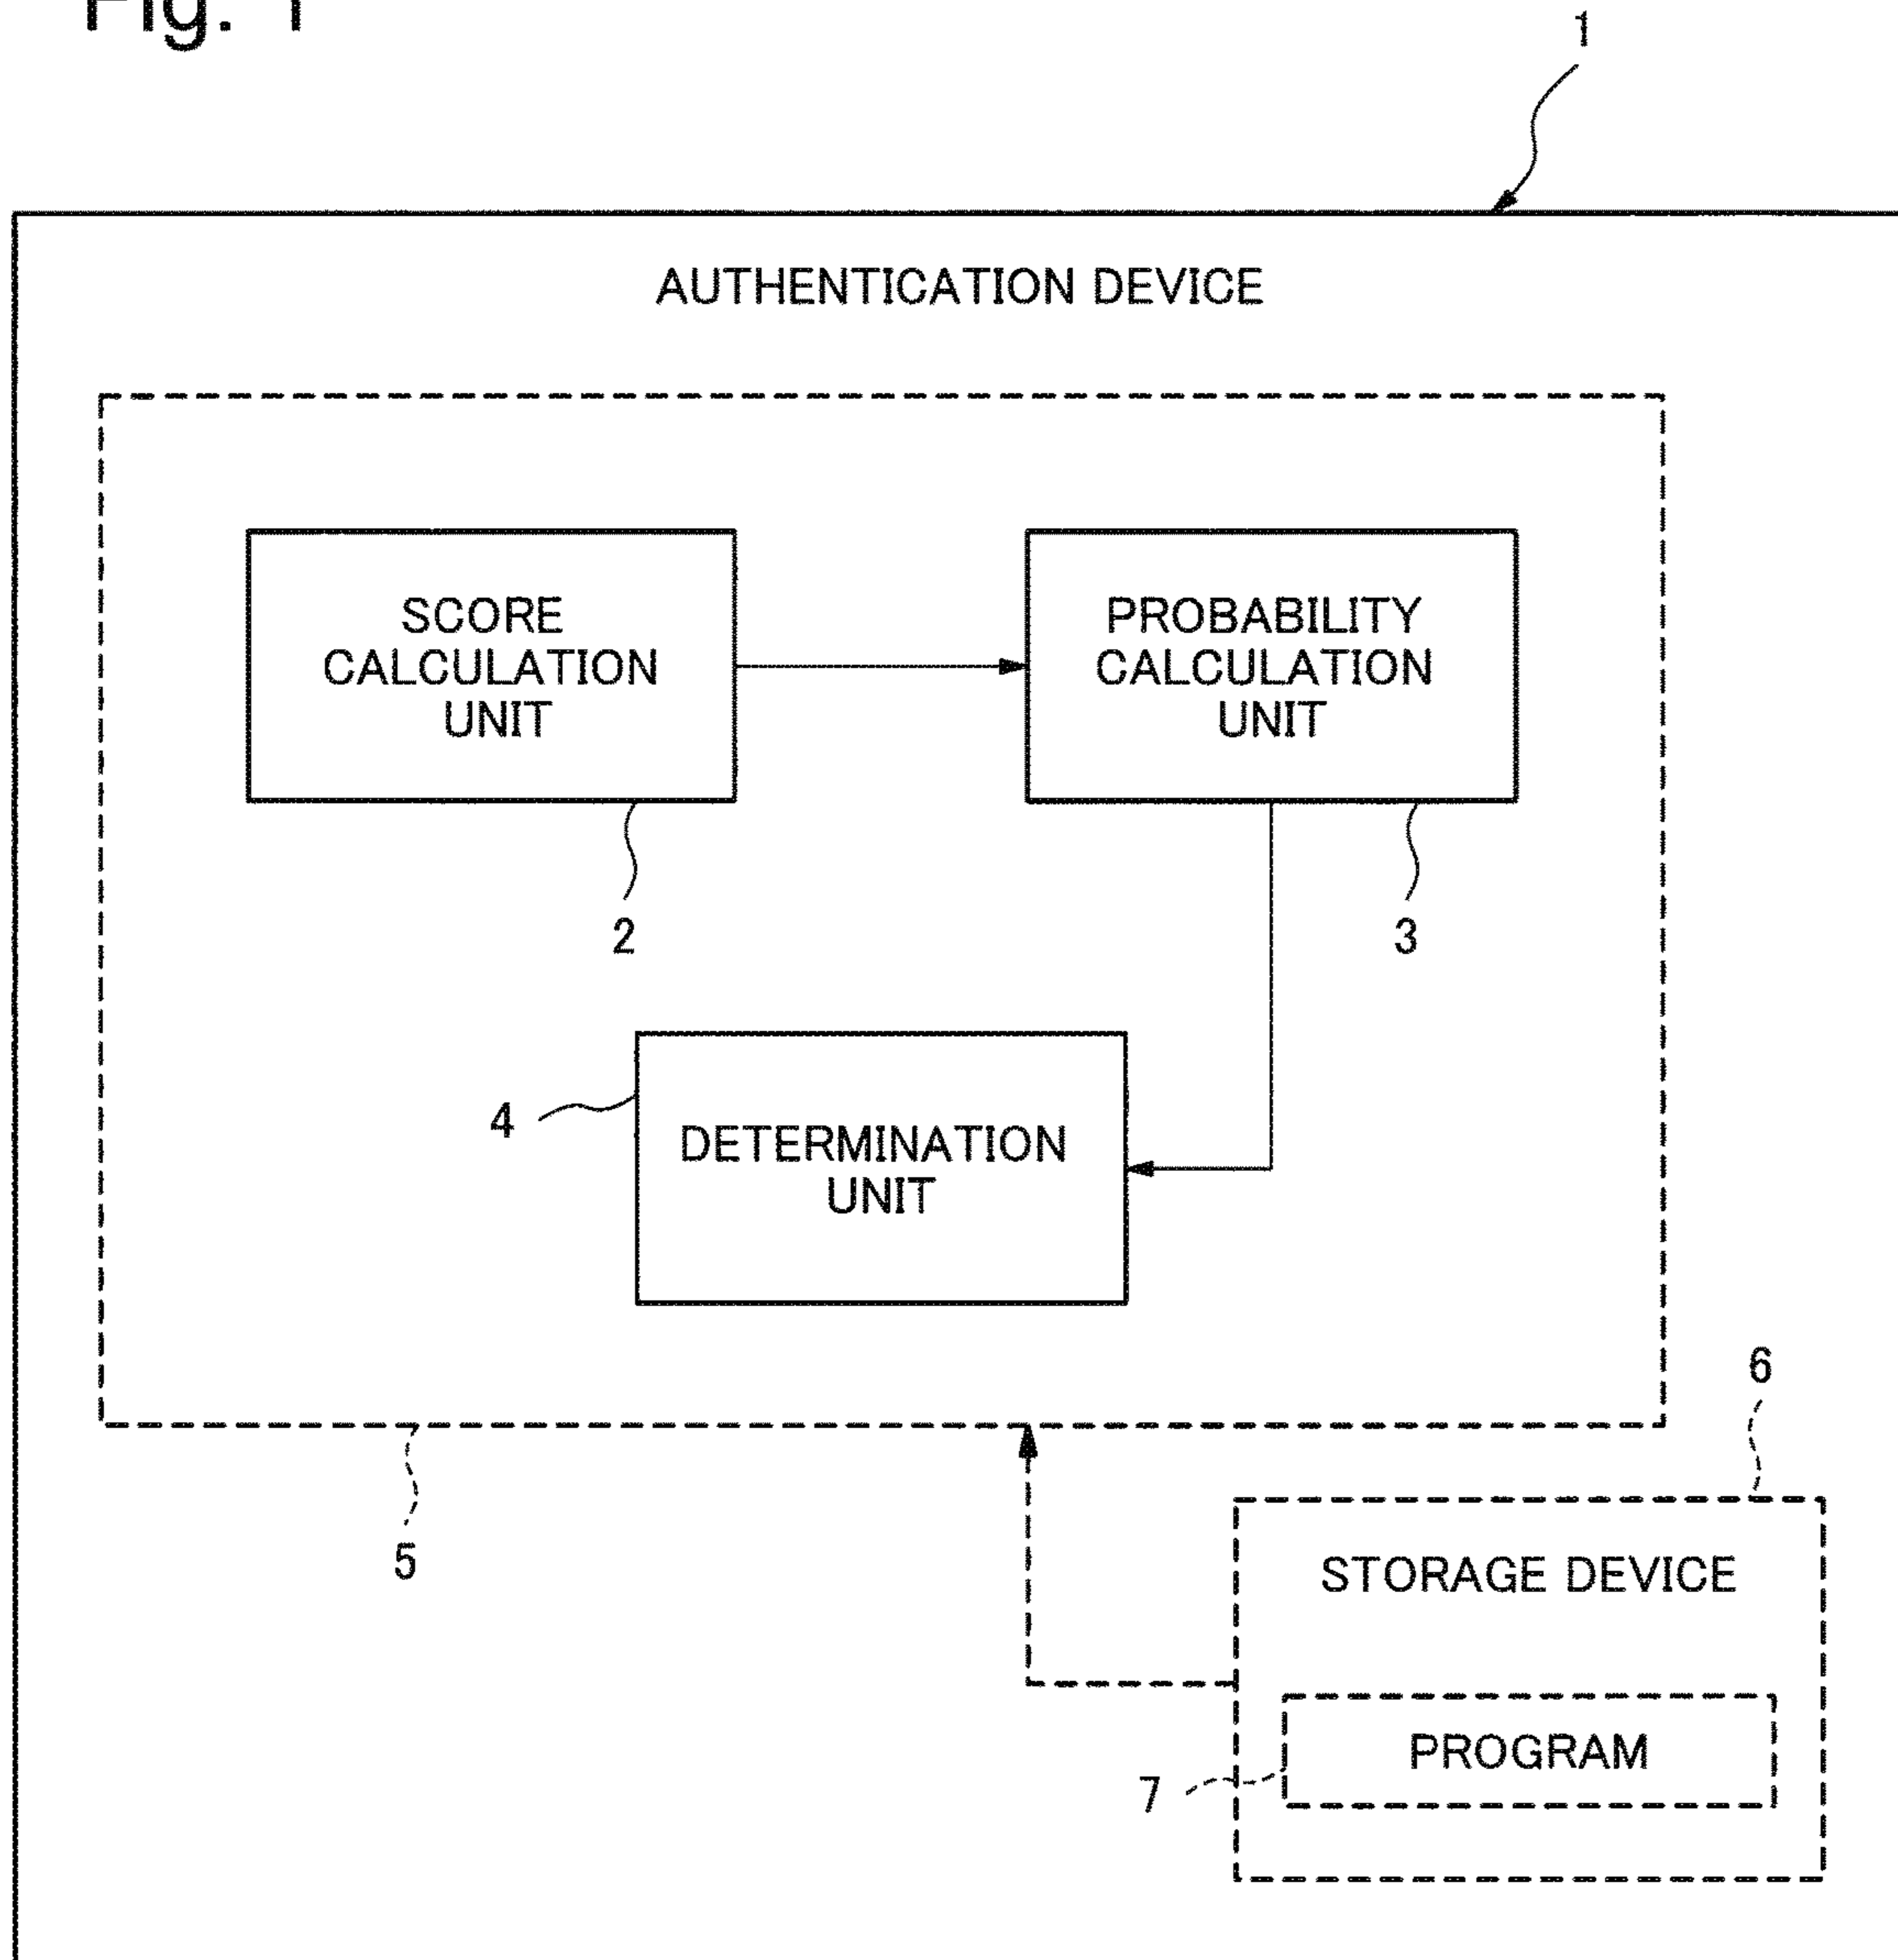 Fig. 1
1
AUTHENTICATION DEVICE
SCORE
CALCULATION
UNIT
PROBABILITY
CALCULATION
UNIT
2
3
4
DETERMINATION
UNIT
5
6
STORAGE DEVICE
PROGRAM
7